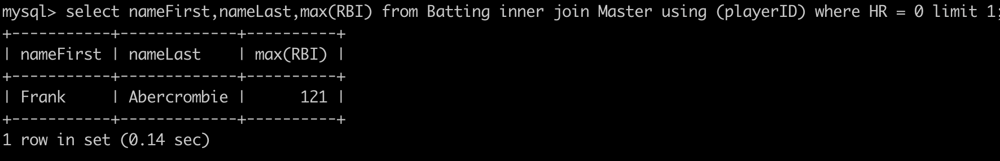 mysql> select nameFirst,nameLast,max(RBI) from Batting inner join Master using (playerID) where HR = 0 limit 1;
+-----------+-------------+----------+
| nameFirst | nameLast    | max(RBI) |
+-----------+-------------+----------+
| Frank     | Abercrombie |      121 |
+-----------+-------------+----------+
1 row in set (0.14 sec)